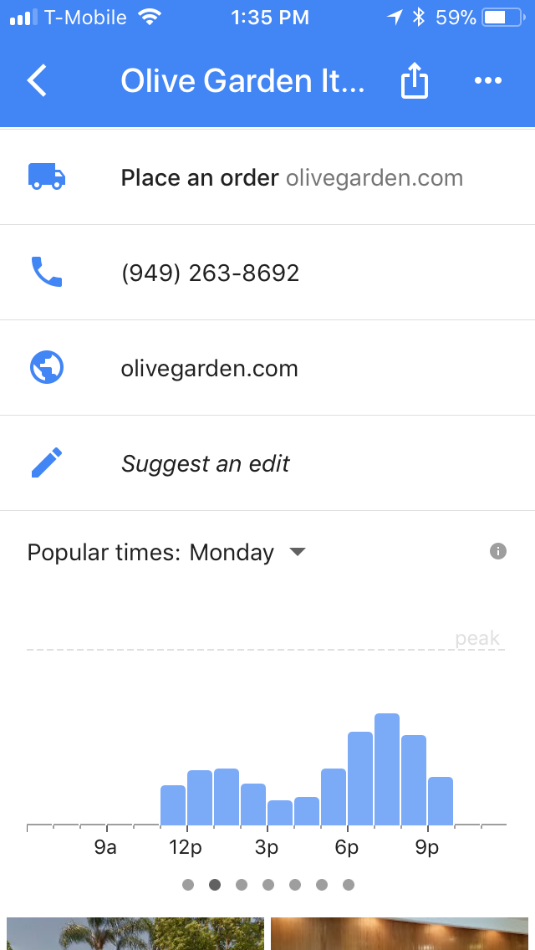 T-Mobile 1:35 PM 59%
Olive Garden It...
Place an order olivegarden.com
(949) 263-8692
olivegarden.com
Suggest an edit
Popular times: Monday
peak
9a 12p 3p 6p 9p